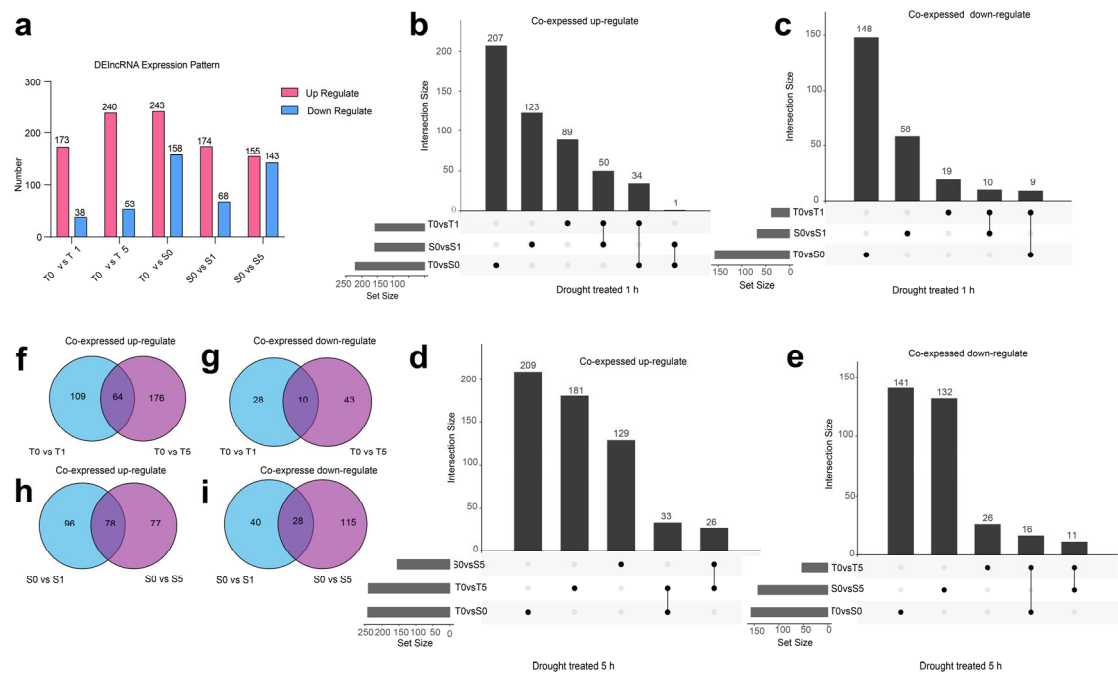 a
DElncRNA Expression Pattern
Up Regulate
Down Regulate
Number
300
200
100
0
173
38
240
53
243
158
174
68
155
143
T0 vs T 1
T0 vs T 5
T0 vs S0
S0 vs S1
S0 vs S5
b
Co-expessed up-regulate
Intersection Size
200
150
100
50
0
207
123
89
50
34
1
T0vsT1
S0vsS1
T0vsS0
250 200 150 100 50 0
Set Size
Drought treated 1 h
c
Co-expessed down-regulate
Intersection Size
150
100
50
0
148
58
19
10
9
T0vsT1
S0vsS1
T0vsS0
150 100 50 0
Set Size
Drought treated 1 h
f
Co-expressed up-regulate
109
64
176
T0 vs T1
T0 vs T5
g
Co-expressed down-regulate
28
10
43
T0 vs T1
T0 vs T5
h
Co-expressed up-regulate
96
78
77
S0 vs S1
S0 vs S5
i
Co-expresse down-regulate
40
28
115
S0 vs S1
S0 vs S5
d
Co-expessed up-regulate
Intersection Size
200
150
100
50
0
209
181
129
33
26
S0vsS5
T0vsT5
T0vsS0
250 200 150 100 50 0
Set Size
Drought treated 5 h
e
Co-expessed down-regulate
Intersection Size
150
100
50
0
141
132
26
16
11
T0vsT5
S0vsS5
T0vsS0
150 100 50 0
Set Size
Drought treated 5 h